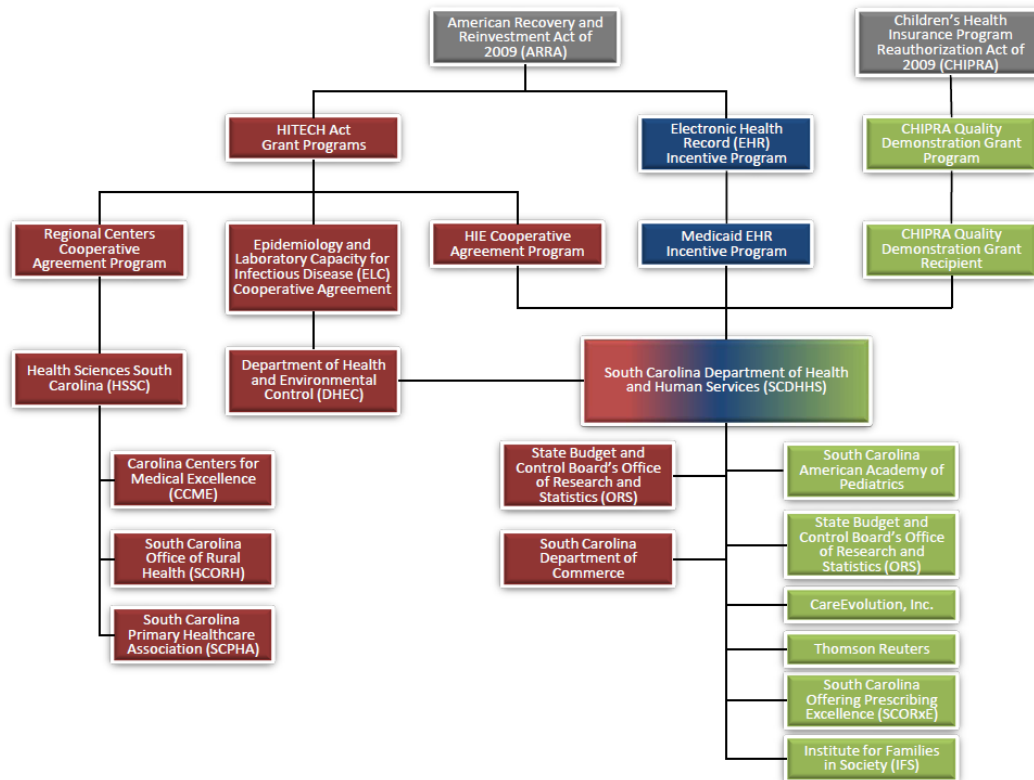 American Recovery and
Reinvestment Act of
2009 (ARRA)
Children's Health
Insurance Program
Reauthorization Act of
2009 (CHIPRA)
HITECH Act
Grant Programs
Electronic Health
Record (EHR)
Incentive Program
CHIPRA Quality
Demonstration Grant
Program
Regional Centers
Cooperative
Agreement Program
Epidemiology and
Laboratory Capacity for
Infectious Disease (ELC)
Cooperative Agreement
HIE Cooperative
Agreement Program
Medicaid EHR
Incentive Program
CHIPRA Quality
Demonstration Grant
Recipient
Health Sciences South
Carolina (HSSC)
Department of Health
and Environmental
Control (DHEC)
South Carolina Department of Health
and Human Services (SCDHHS)
Carolina Centers for
Medical Excellence
(CCME)
South Carolina
Office of Rural
Health (SCORH)
South Carolina
Primary Healthcare
Association (SCPHA)
State Budget and
Control Board's Office
of Research and
Statistics (ORS)
South Carolina
Department of
Commerce
South Carolina
American Academy of
Pediatrics
State Budget and
Control Board's Office
of Research and
Statistics (ORS)
CareEvolution, Inc.
Thomson Reuters
South Carolina
Offering Prescribing
Excellence (SCORxE)
Institute for Families
in Society (IFS)